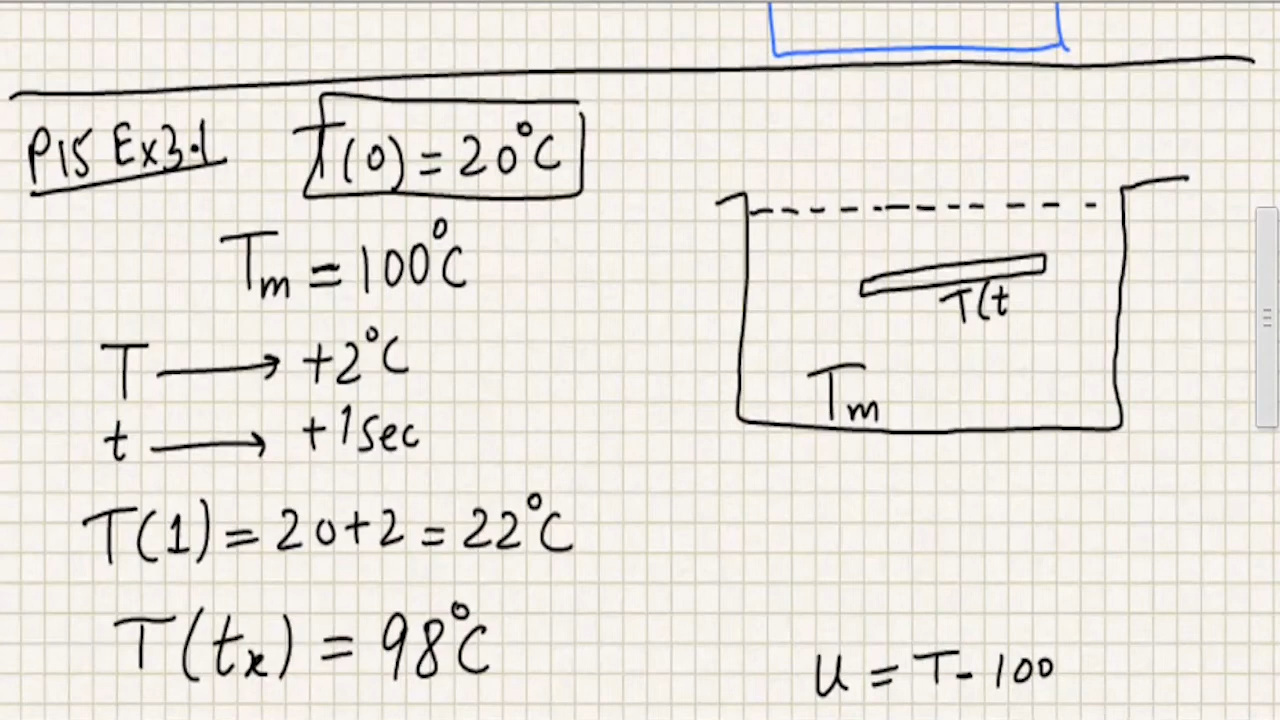 P15 Ex3.1
T(0) = 20°C
Tm = 100°C
T → +2°C
t → +1sec
T(1) = 20+2 = 22°C
T(tx) = 98°C
T(t
Tm
u = T-100